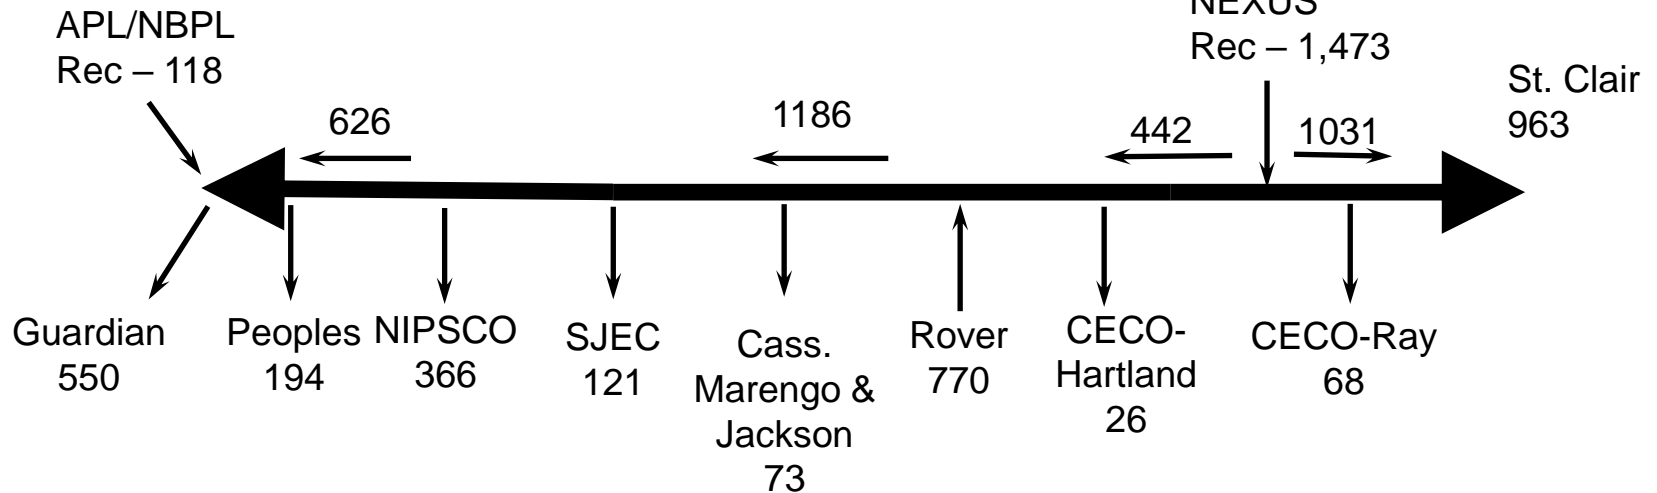 APL/NBPL
Rec – 118
NEXUS
Rec – 1,473
St. Clair
963
626
1186
442
1031
Guardian
550
Peoples
194
NIPSCO
366
SJEC
121
Cass.
Marengo &
Jackson
73
Rover
770
CECO-
Hartland
26
CECO-Ray
68